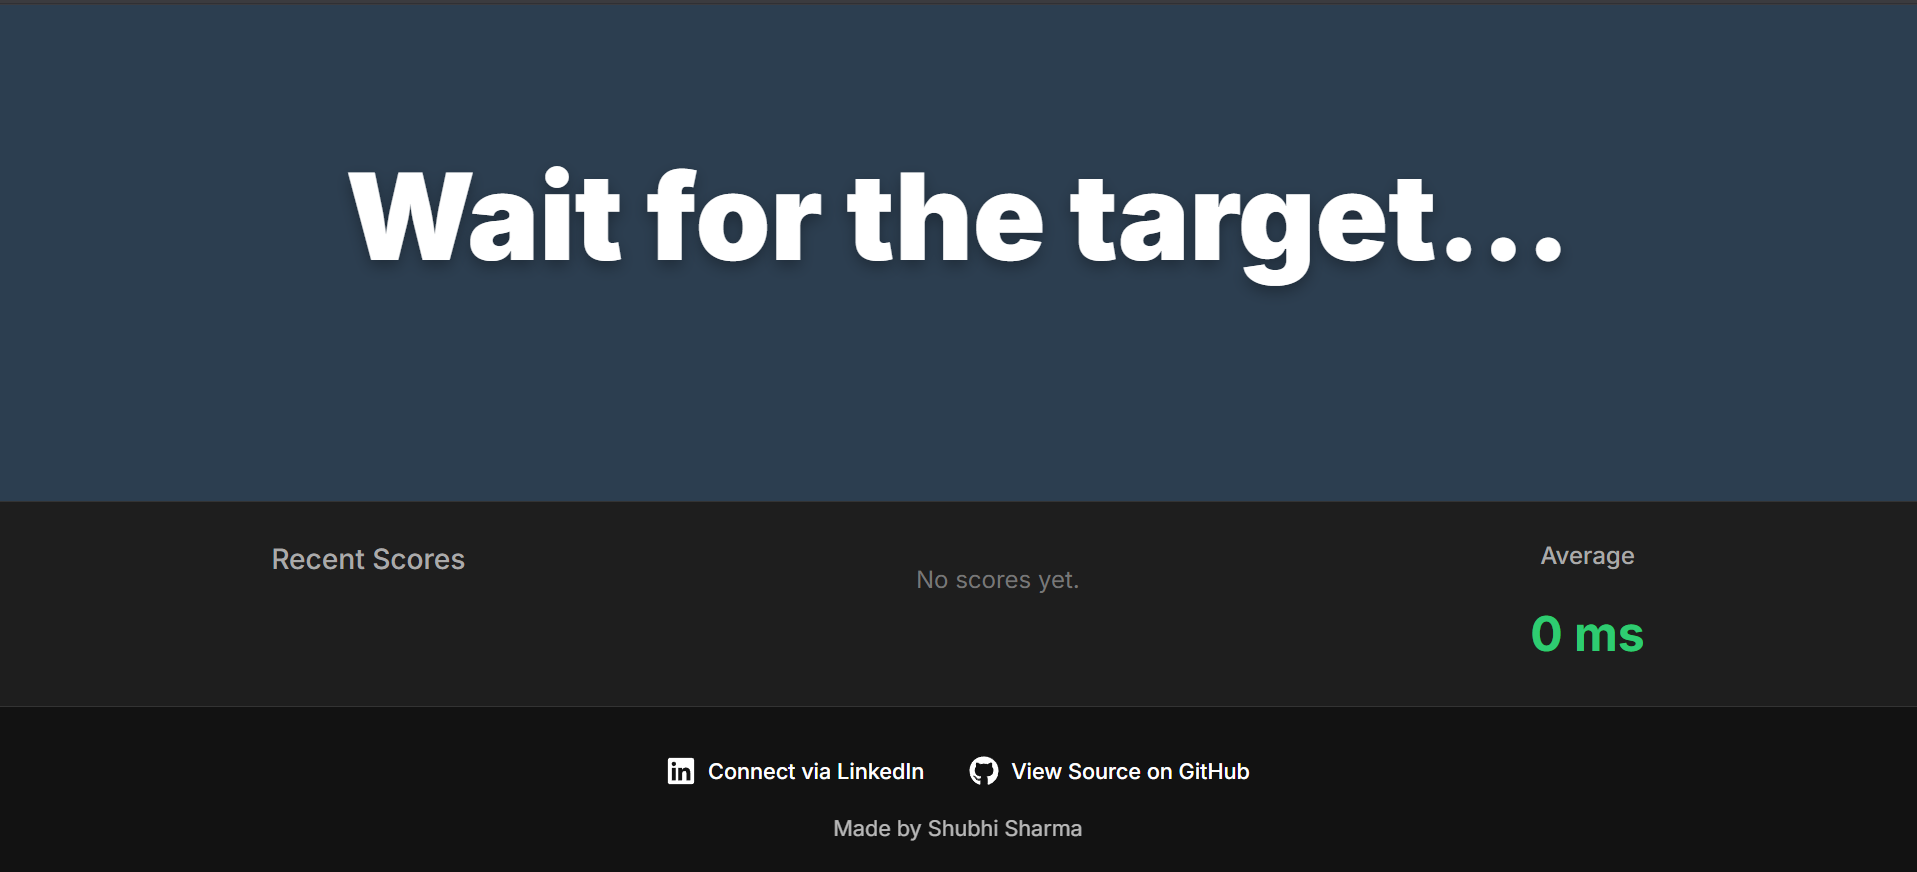 Wait for the target...
Recent Scores
No scores yet.
Average
0 ms
Connect via LinkedIn
View Source on GitHub
Made by Shubhi Sharma